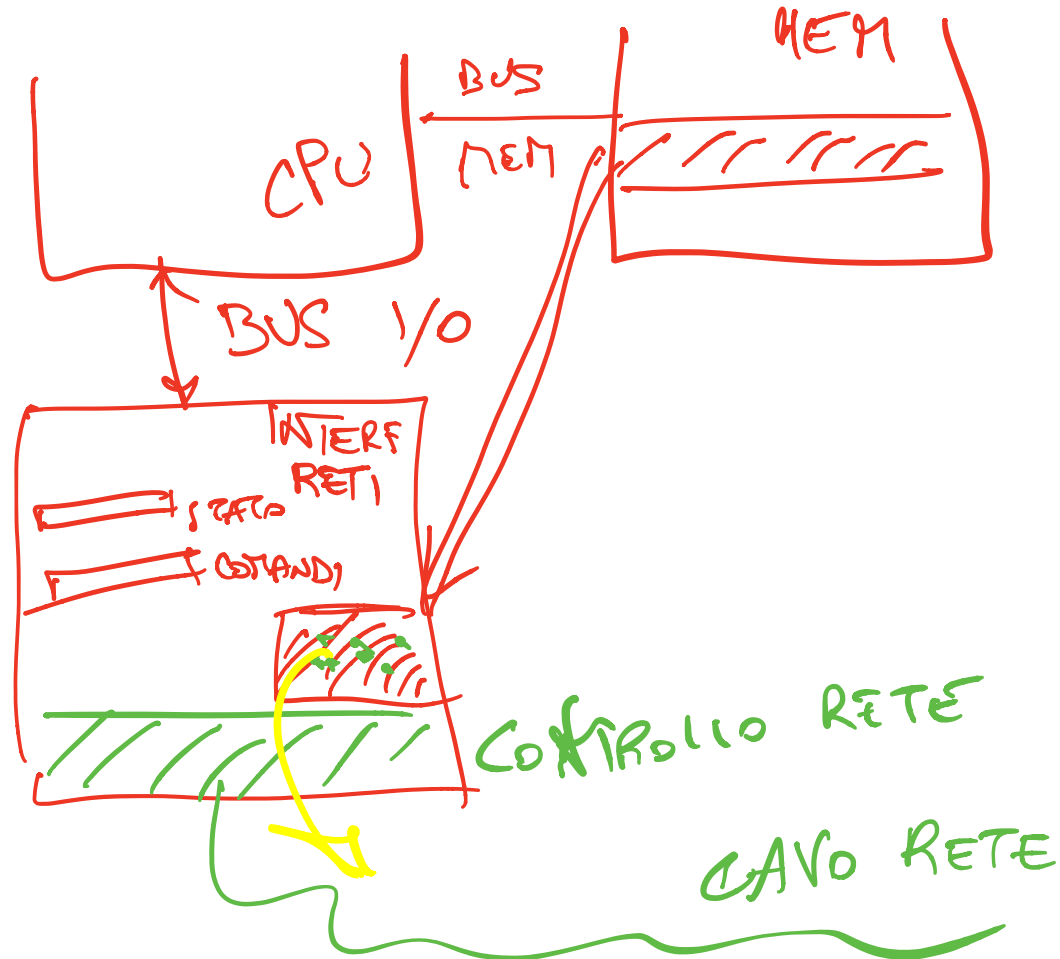 MEM
BUS
MEM
CPU
BUS I/O
INTERF
RETI
STATO
COMANDI
CONTROLLO RETE
CAVO RETE